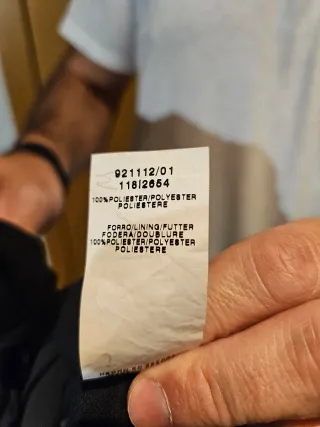 921112/01
118/2654
100%POLIESTER/POLYESTER
POLIESTERE
FORRO/LINING/FUTTER
FODERA/DOUBLURE
100%POLIESTER/POLYESTER
POLIESTERE